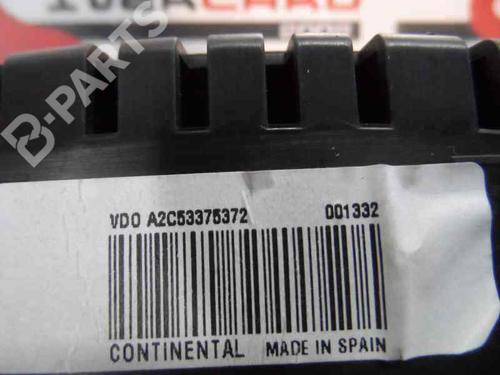 B-PARTS
VDO A2C53375372 001332
CONTINENTAL MADE IN SPAIN